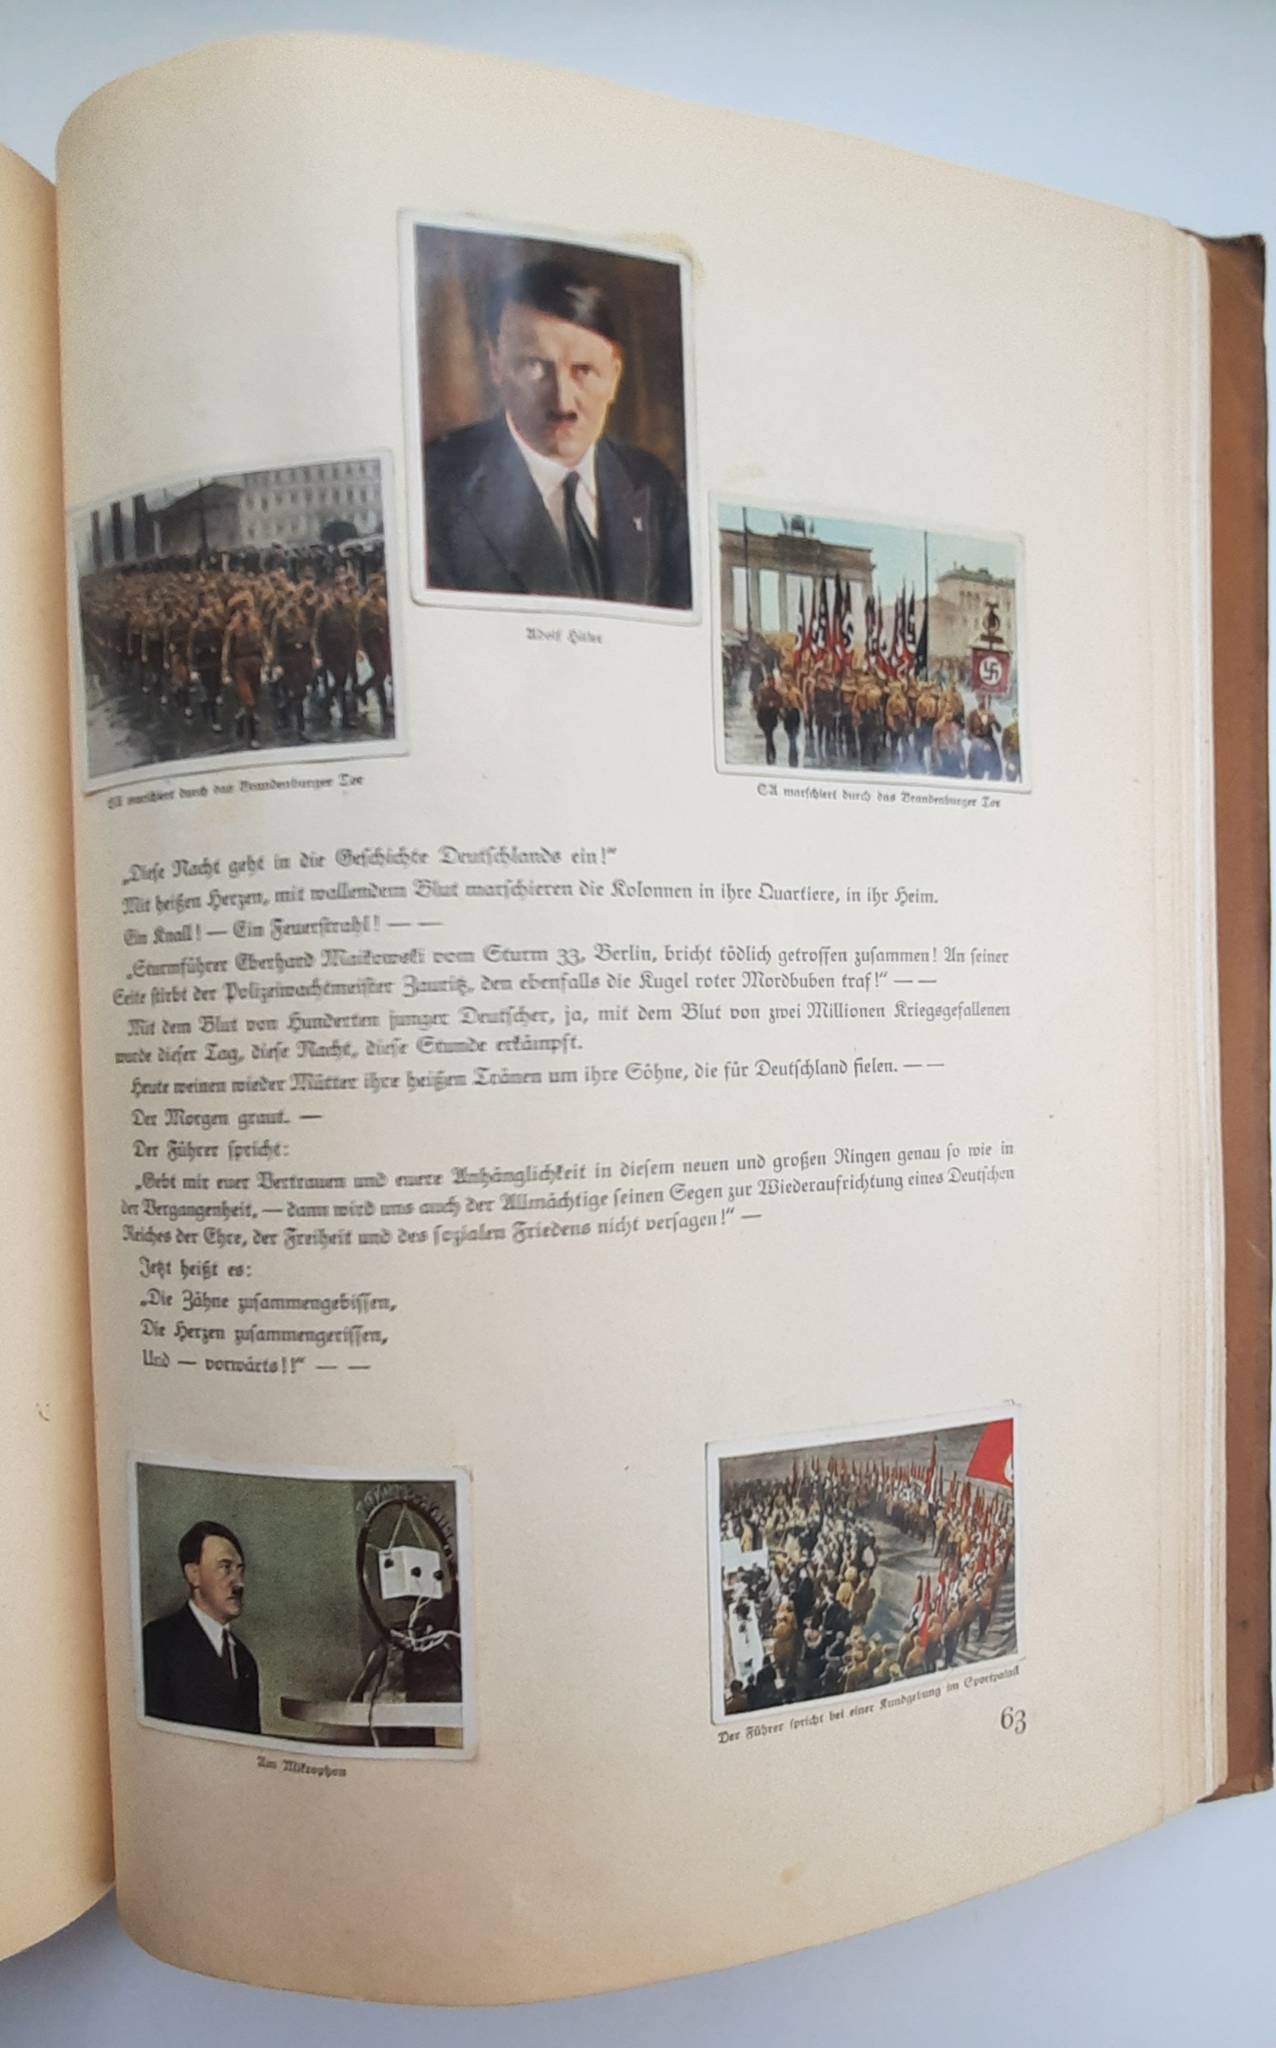 Adolf Hitler
SA marschiert durch das Brandenburger Tor
SA marschiert durch das Brandenburger Tor
„Diese Nacht geht in die Geschichte Deutschlands ein!“
Mit heißen Herzen, mit wallendem Blut marschieren die Kolonnen in ihre Quartiere, in ihr Heim.
Ein Knall! — Ein Feuerstrahl! — —
„Sturmführer Eberhard Maikowski vom Sturm 33, Berlin, bricht tödlich getroffen zusammen! An seiner
Seite stirbt der Polizeiwachtmeister Zauritz, den ebenfalls die Kugel roter Mordbuben traf!“ — —
Mit dem Blut von Hunderten junger Deutscher, ja, mit dem Blut von zwei Millionen Kriegsgefallenen
wurde dieser Tag, diese Nacht, diese Stunde erkämpft.
Heute weinen wieder Mütter ihre heißen Tränen um ihre Söhne, die für Deutschland fielen. — —
Der Morgen graut. —
Der Führer spricht:
„Gebt mir euer Vertrauen und euere Anhänglichkeit in diesem neuen und großen Ringen genau so wie in
der Vergangenheit, — dann wird uns auch der Allmächtige seinen Segen zur Wiederaufrichtung eines Deutschen
Reiches der Ehre, der Freiheit und des sozialen Friedens nicht versagen!“ —
Jetzt heißt es:
„Die Zähne zusammengebissen,
Die Herzen zusammengerissen,
Und — vorwärts!!“ — —
Am Mikrophon
Der Führer spricht bei einer Kundgebung im Sportpalast
63